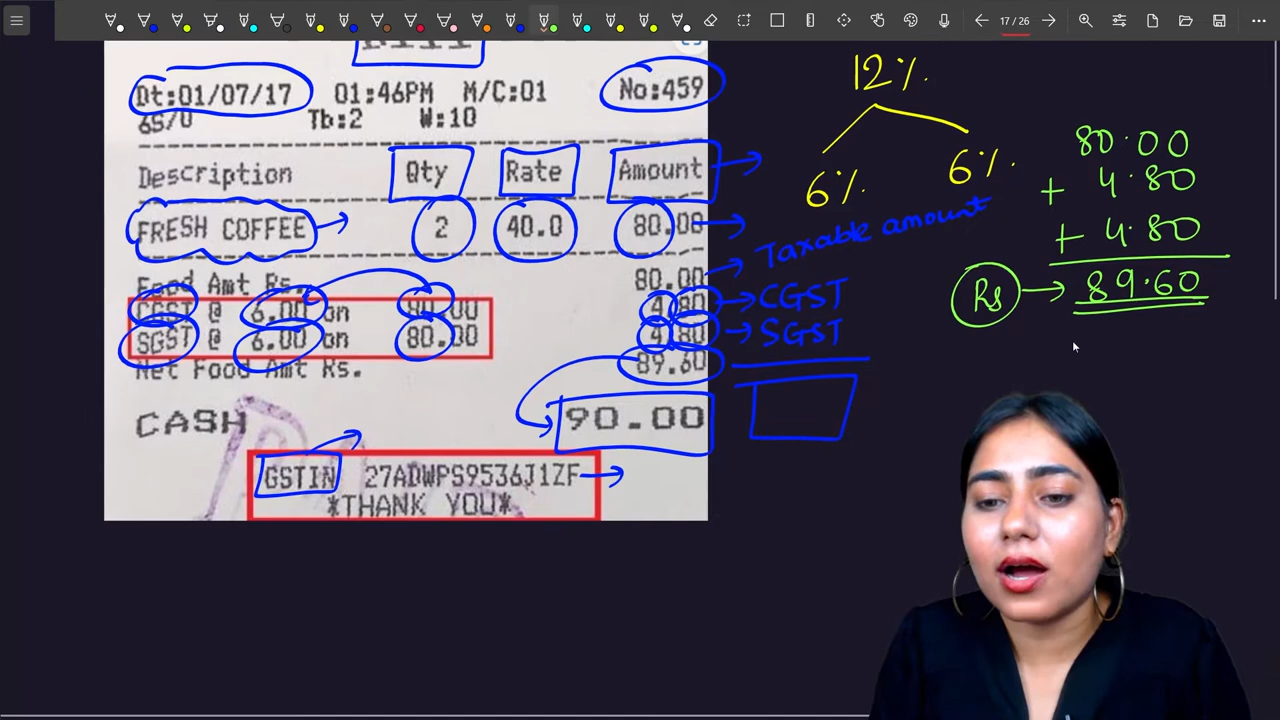 17 / 26
Dt:01/07/17 01:46PM M/C:01 No:459
Tb:2 W:10
Description Qty Rate Amount
FRESH COFFEE 2 40.0 80.00
Food Amt Rs. 80.00
CGST @ 6.00 on 80.00 4.80
SGST @ 6.00 on 80.00 4.80
Net Food Amt Rs. 89.60
CASH 90.00
GSTIN 27ADWPS9536J1ZF
*THANK YOU*
12%.
6%. 6%.
Taxable amount
CGST
SGST
80.00
+ 4.80
+ 4.80
Rs → 89.60